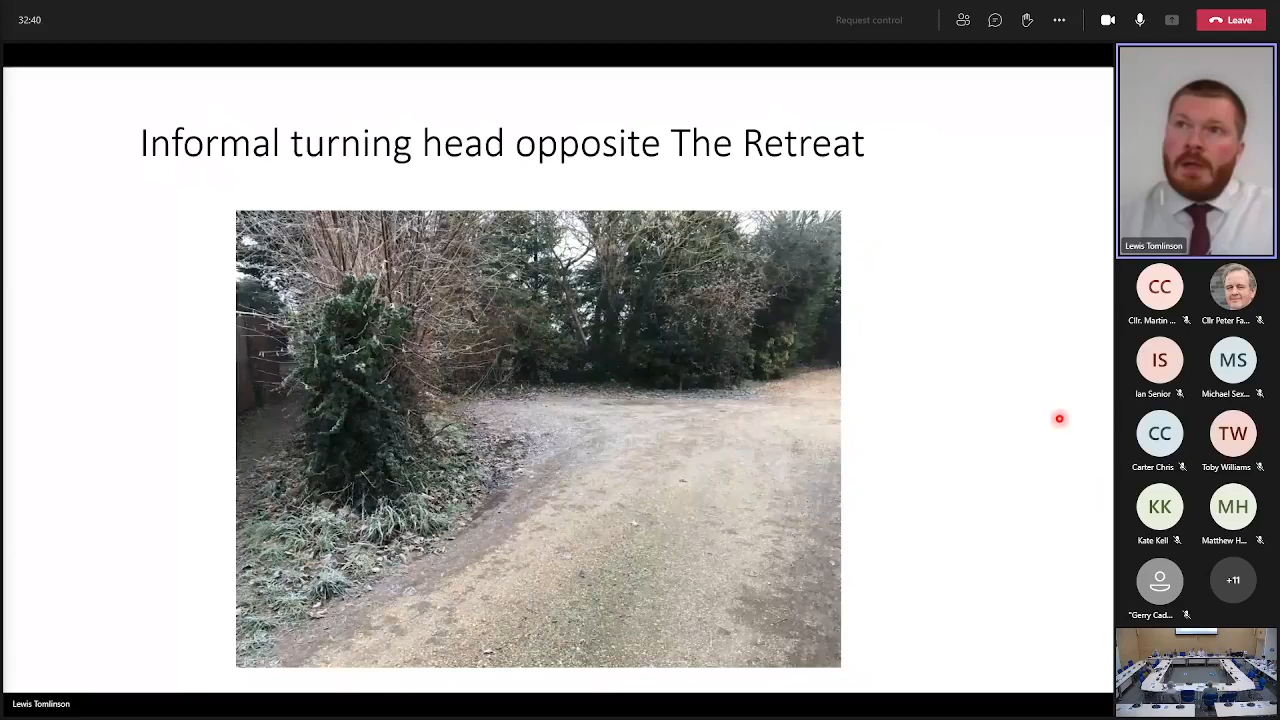 32:40
Request control
Leave
Informal turning head opposite The Retreat
Lewis Tomlinson
CC
Cllr. Martin ...
Cllr Peter Fa...
IS
MS
Ian Senior
Michael Sex...
CC
TW
Carter Chris
Toby Williams
KK
MH
Kate Kell
Matthew H...
+11
"Gerry Cad...
Lewis Tomlinson